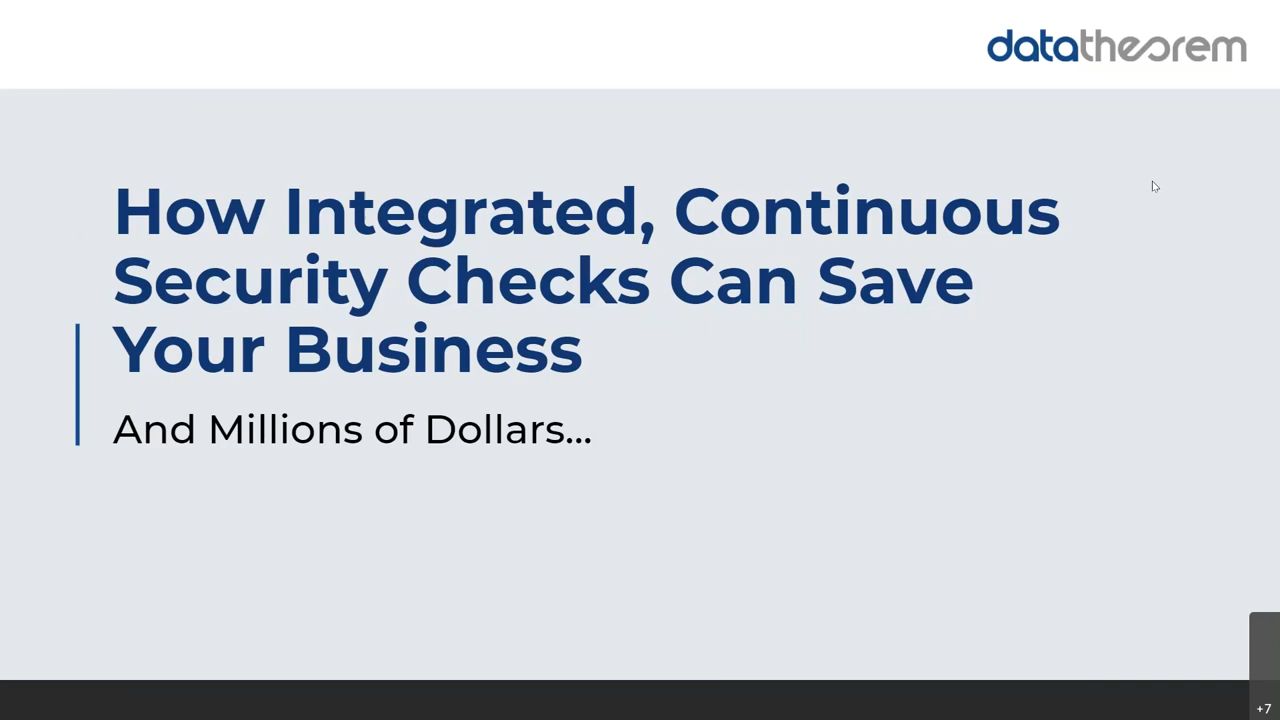 datatheorem
How Integrated, Continuous
Security Checks Can Save
Your Business
And Millions of Dollars...
+7